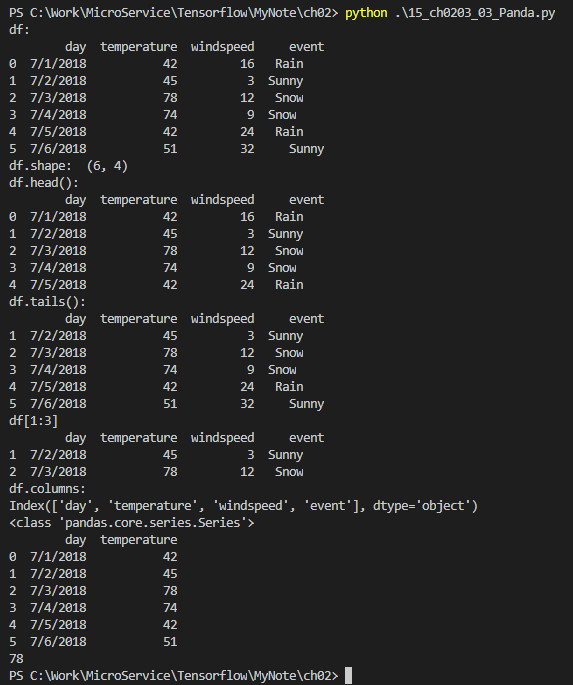 PS C:\Work\MicroService\Tensorflow\MyNote\ch02> python .\15_ch0203_03_Panda.py
df:
        day  temperature  windspeed     event
0  7/1/2018           42         16   Rain
1  7/2/2018           45          3  Sunny
2  7/3/2018           78         12   Snow
3  7/4/2018           74          9  Snow
4  7/5/2018           42         24   Rain
5  7/6/2018           51         32     Sunny
df.shape:  (6, 4)
df.head():
        day  temperature  windspeed     event
0  7/1/2018           42         16   Rain
1  7/2/2018           45          3  Sunny
2  7/3/2018           78         12   Snow
3  7/4/2018           74          9  Snow
4  7/5/2018           42         24   Rain
df.tails():
        day  temperature  windspeed     event
1  7/2/2018           45          3  Sunny
2  7/3/2018           78         12   Snow
3  7/4/2018           74          9  Snow
4  7/5/2018           42         24   Rain
5  7/6/2018           51         32     Sunny
df[1:3]
        day  temperature  windspeed     event
1  7/2/2018           45          3  Sunny
2  7/3/2018           78         12   Snow
df.columns:
Index(['day', 'temperature', 'windspeed', 'event'], dtype='object')
<class 'pandas.core.series.Series'>
        day  temperature
0  7/1/2018           42
1  7/2/2018           45
2  7/3/2018           78
3  7/4/2018           74
4  7/5/2018           42
5  7/6/2018           51
78
PS C:\Work\MicroService\Tensorflow\MyNote\ch02>